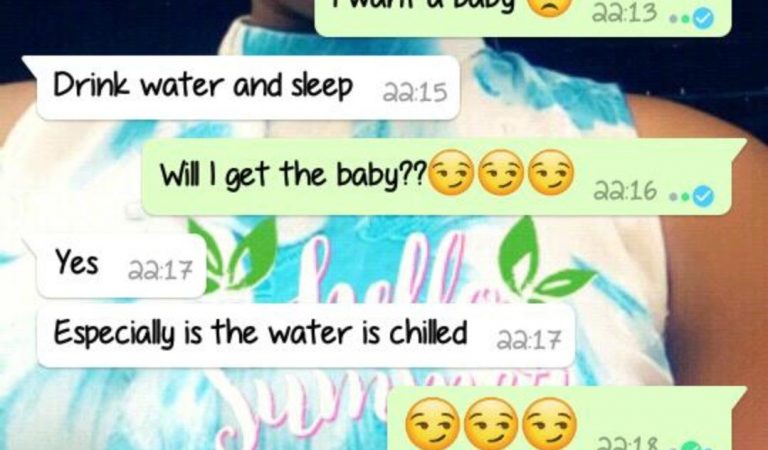 I want a baby 😞 22:13
Drink water and sleep 22:15
Will I get the baby??😏😏😏 22:16
Yes 22:17
hello
Especially is the water is chilled 22:17
Summer
😏😏😏 22:18